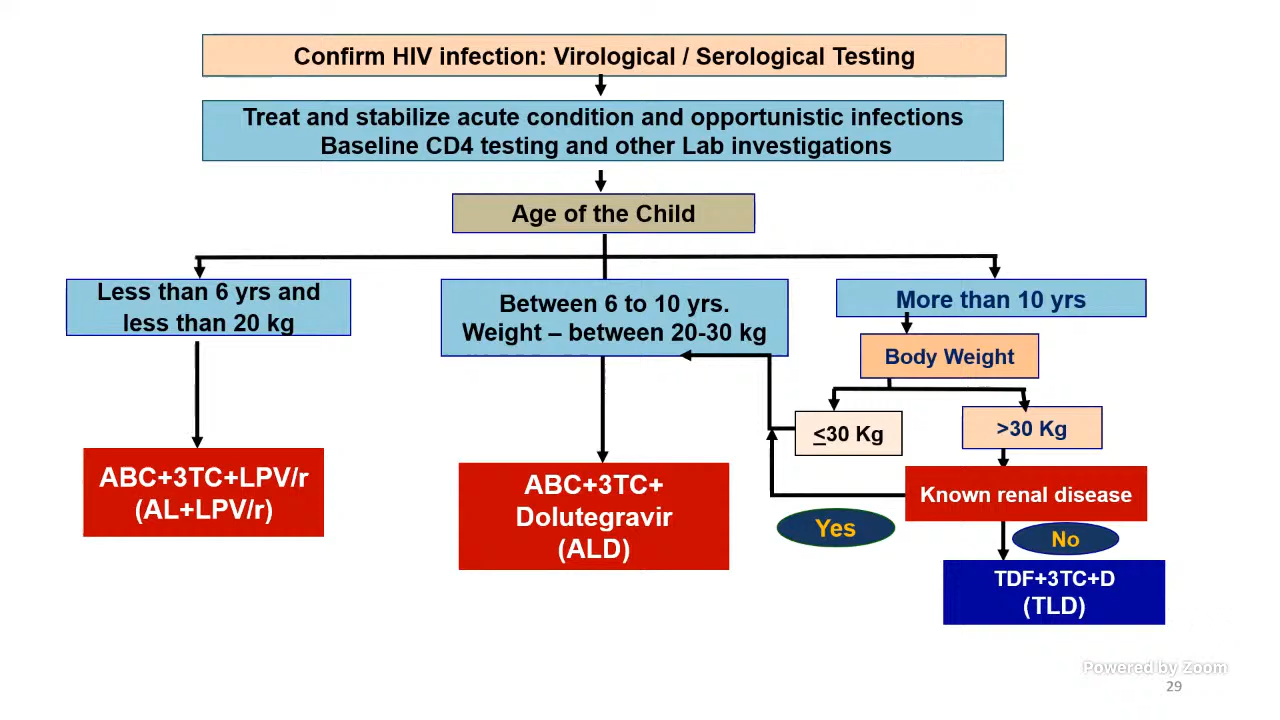 Confirm HIV infection: Virological / Serological Testing
Treat and stabilize acute condition and opportunistic infections
Baseline CD4 testing and other Lab investigations
Age of the Child
Less than 6 yrs and
less than 20 kg
Between 6 to 10 yrs.
Weight – between 20-30 kg
More than 10 yrs
Body Weight
≤30 Kg
>30 Kg
ABC+3TC+LPV/r
(AL+LPV/r)
ABC+3TC+
Dolutegravir
(ALD)
Known renal disease
Yes
No
TDF+3TC+D
(TLD)
Powered by Zoom
29